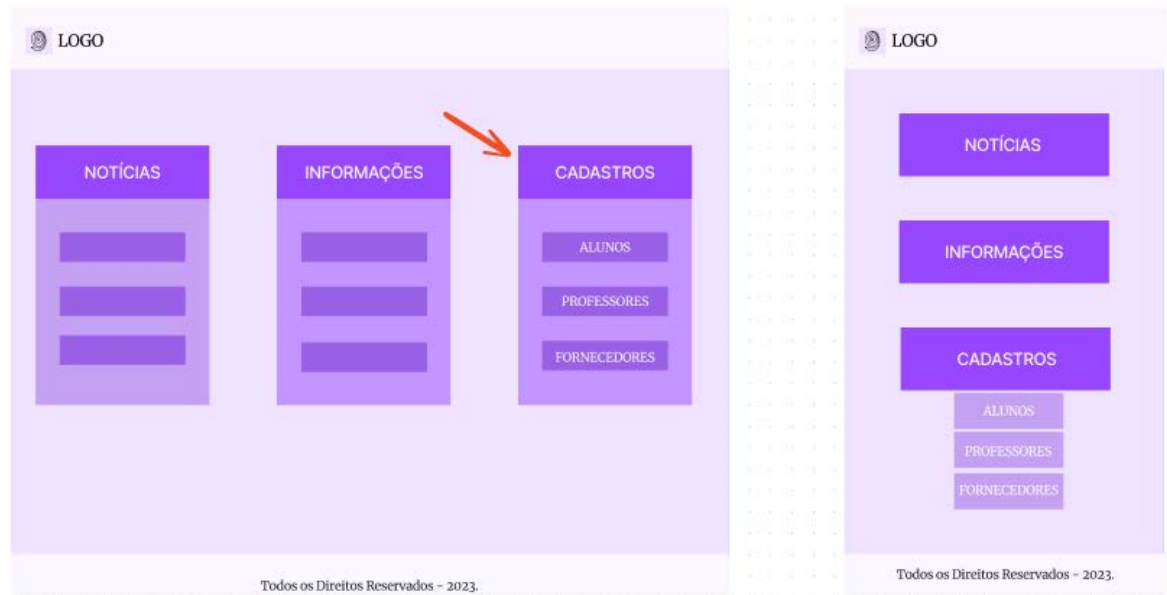 LOGO
NOTÍCIAS
INFORMAÇÕES
CADASTROS
ALUNOS
PROFESSORES
FORNECEDORES
Todos os Direitos Reservados - 2023.
LOGO
NOTÍCIAS
INFORMAÇÕES
CADASTROS
ALUNOS
PROFESSORES
FORNECEDORES
Todos os Direitos Reservados - 2023.